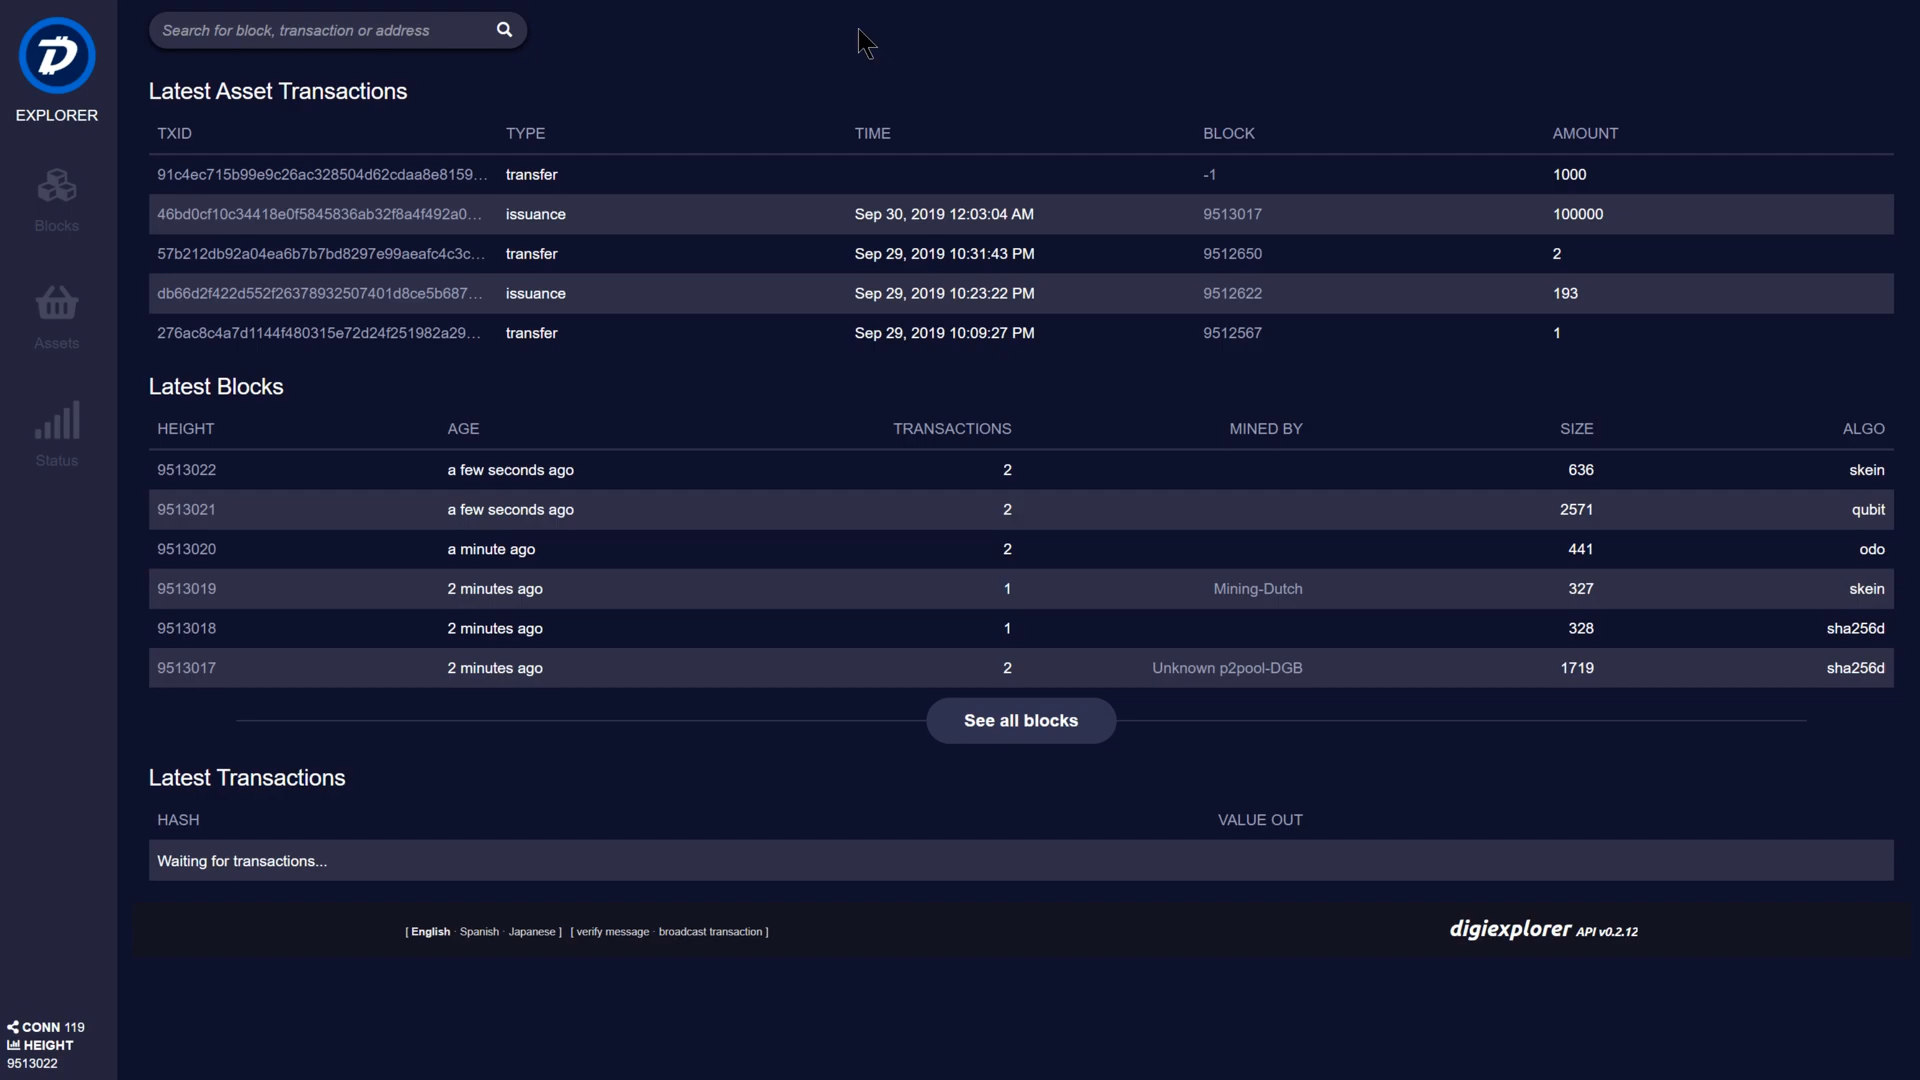 Search for block, transaction or address
EXPLORER
Blocks
Assets
Status
Latest Asset Transactions
TXID TYPE TIME BLOCK AMOUNT
91c4ec715b99e9c26ac328504d62cdaa8e8159... transfer -1 1000
46bd0cf10c34418e0f5845836ab32f8a4f492a0... issuance Sep 30, 2019 12:03:04 AM 9513017 100000
57b212db92a04ea6b7b7bd8297e99aeafc4c3c... transfer Sep 29, 2019 10:31:43 PM 9512650 2
db66d2f422d552f26378932507401d8ce5b687... issuance Sep 29, 2019 10:23:22 PM 9512622 193
276ac8c4a7d1144f480315e72d24f251982a29... transfer Sep 29, 2019 10:09:27 PM 9512567 1
Latest Blocks
HEIGHT AGE TRANSACTIONS MINED BY SIZE ALGO
9513022 a few seconds ago 2 636 skein
9513021 a few seconds ago 2 2571 qubit
9513020 a minute ago 2 441 odo
9513019 2 minutes ago 1 Mining-Dutch 327 skein
9513018 2 minutes ago 1 328 sha256d
9513017 2 minutes ago 2 Unknown p2pool-DGB 1719 sha256d
See all blocks
Latest Transactions
HASH VALUE OUT
Waiting for transactions...
[ English · Spanish · Japanese ] [ verify message · broadcast transaction ]
digiexplorer API v0.2.12
CONN 119
HEIGHT
9513022